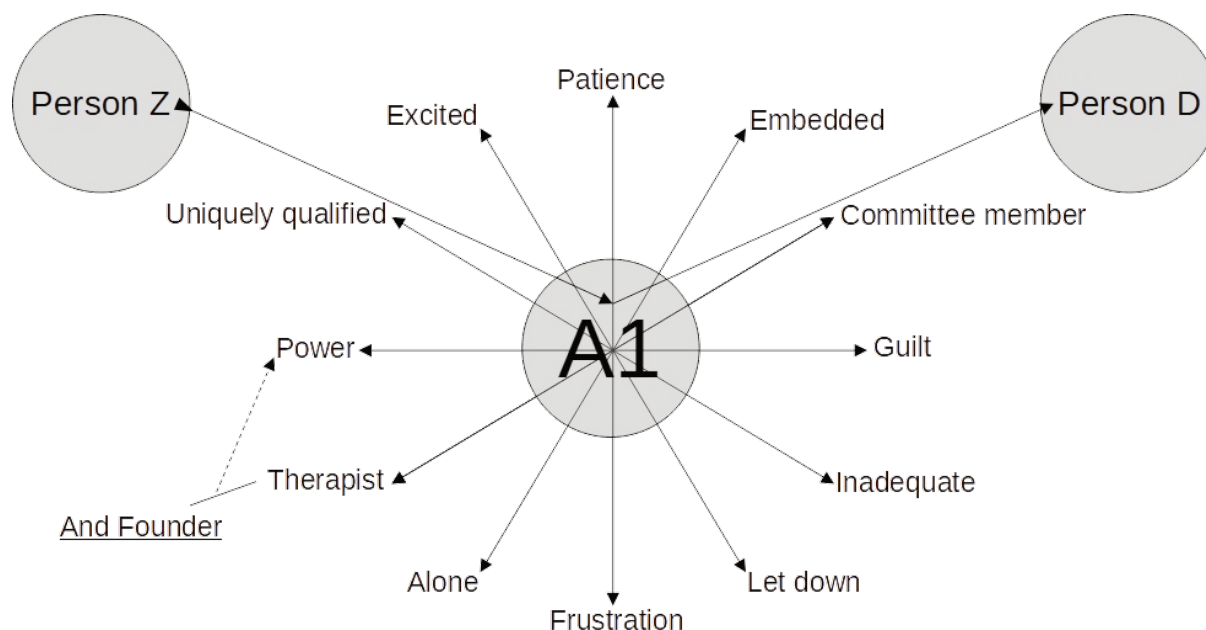 Person Z
Patience
Person D
Excited
Embedded
Uniquely qualified
Committee member
A1
Power
Guilt
Therapist
Inadequate
And Founder
Alone
Let down
Frustration